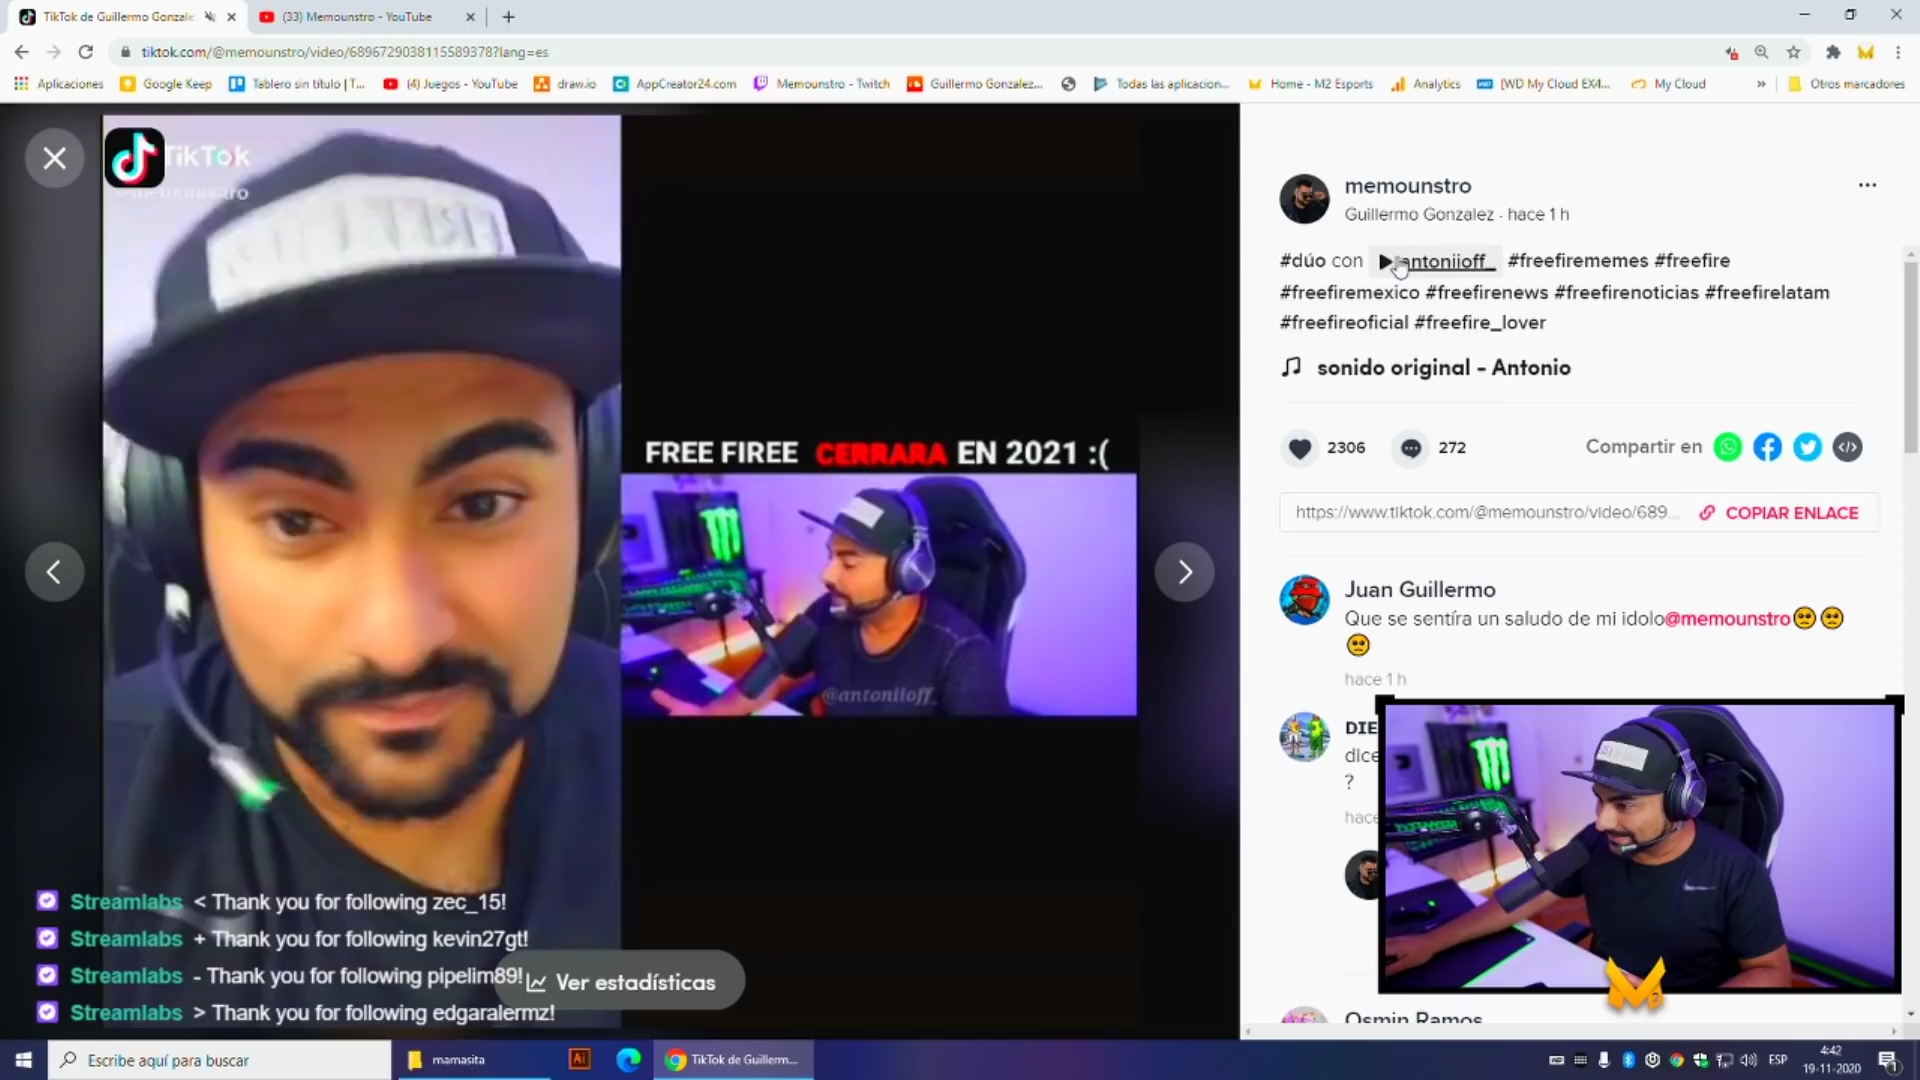 TikTok de Guillermo Gonzale
(33) Memounstro - YouTube
tiktok.com/@memounstro/video/6896729038115589378?lang=es
Aplicaciones
Google Keep
Tablero sin título | T...
(4) Juegos - YouTube
draw.io
AppCreator24.com
Memounstro - Twitch
Guillermo Gonzalez...
Todas las aplicacion...
Home - M2 Esports
Analytics
[WD My Cloud EX4...
My Cloud
»
Otros marcadores
TikTok
FREE FIREE CERRARA EN 2021 :(
@antoniioff_
memounstro
Guillermo Gonzalez · hace 1 h
#dúo con antoniioff_ #freefirememes #freefire
#freefiremexico #freefirenews #freefirenoticias #freefirelatam
#freefireoficial #freefire_lover
sonido original - Antonio
2306
272
Compartir en
https://www.tiktok.com/@memounstro/video/689...
COPIAR ENLACE
Juan Guillermo
Que se sentíra un saludo de mi idolo@memounstro🥺🥺
🥺
hace 1 h
DIE
dice
?
hace
Osmin Ramos
Streamlabs < Thank you for following zec_15!
Streamlabs + Thank you for following kevin27gt!
Streamlabs - Thank you for following pipelim89!
Streamlabs > Thank you for following edgaralermz!
Ver estadísticas
Escribe aquí para buscar
mamasita
Ai
TikTok de Guillerm...
ESP
4:42
19-11-2020
1